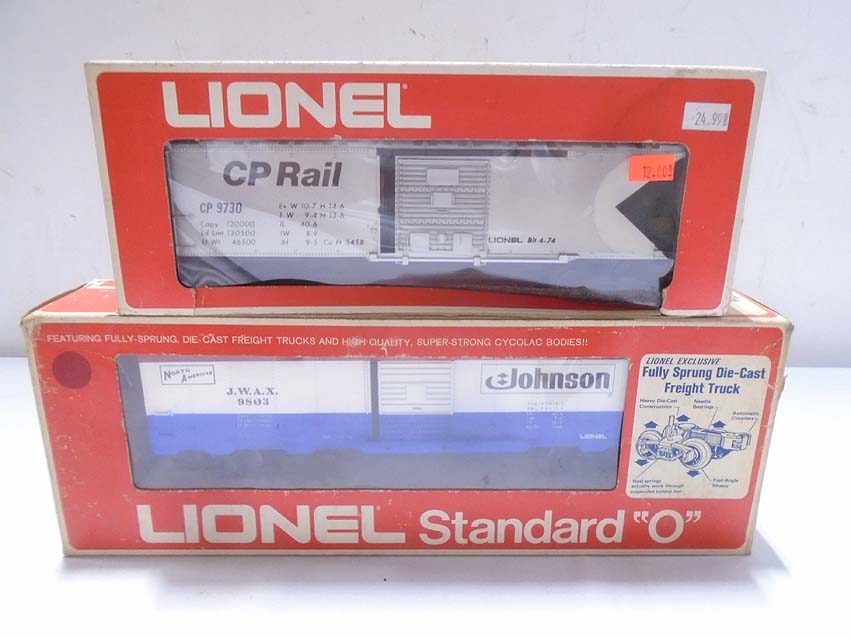 LIONEL
24.99
12.00
CP Rail
CP 9730
Ex W 10-7 H 14-6
E W 9-4 H 13-6
Capy 120000 IL 40.6
Ld Lmt 130500 IW 8.9
Lt Wt 46500 IH 9-5 Cu Ft 3458
LIONEL Blt 4-74
FEATURING FULLY-SPRUNG, DIE-CAST FREIGHT TRUCKS AND HIGH QUALITY, SUPER-STRONG CYCOLAC BODIES!!
NORTH AMERICAN
J.W.A.X.
9803
Johnson
LIONEL
LIONEL EXCLUSIVE
Fully Sprung Die-Cast
Freight Truck
Heavy Die-Cast
Construction
Needle
Bearings
Automatic
Couplers
Real springs
actually work through
suspended bolster bar
Fast-Angle
Wheels
LIONEL Standard "O"